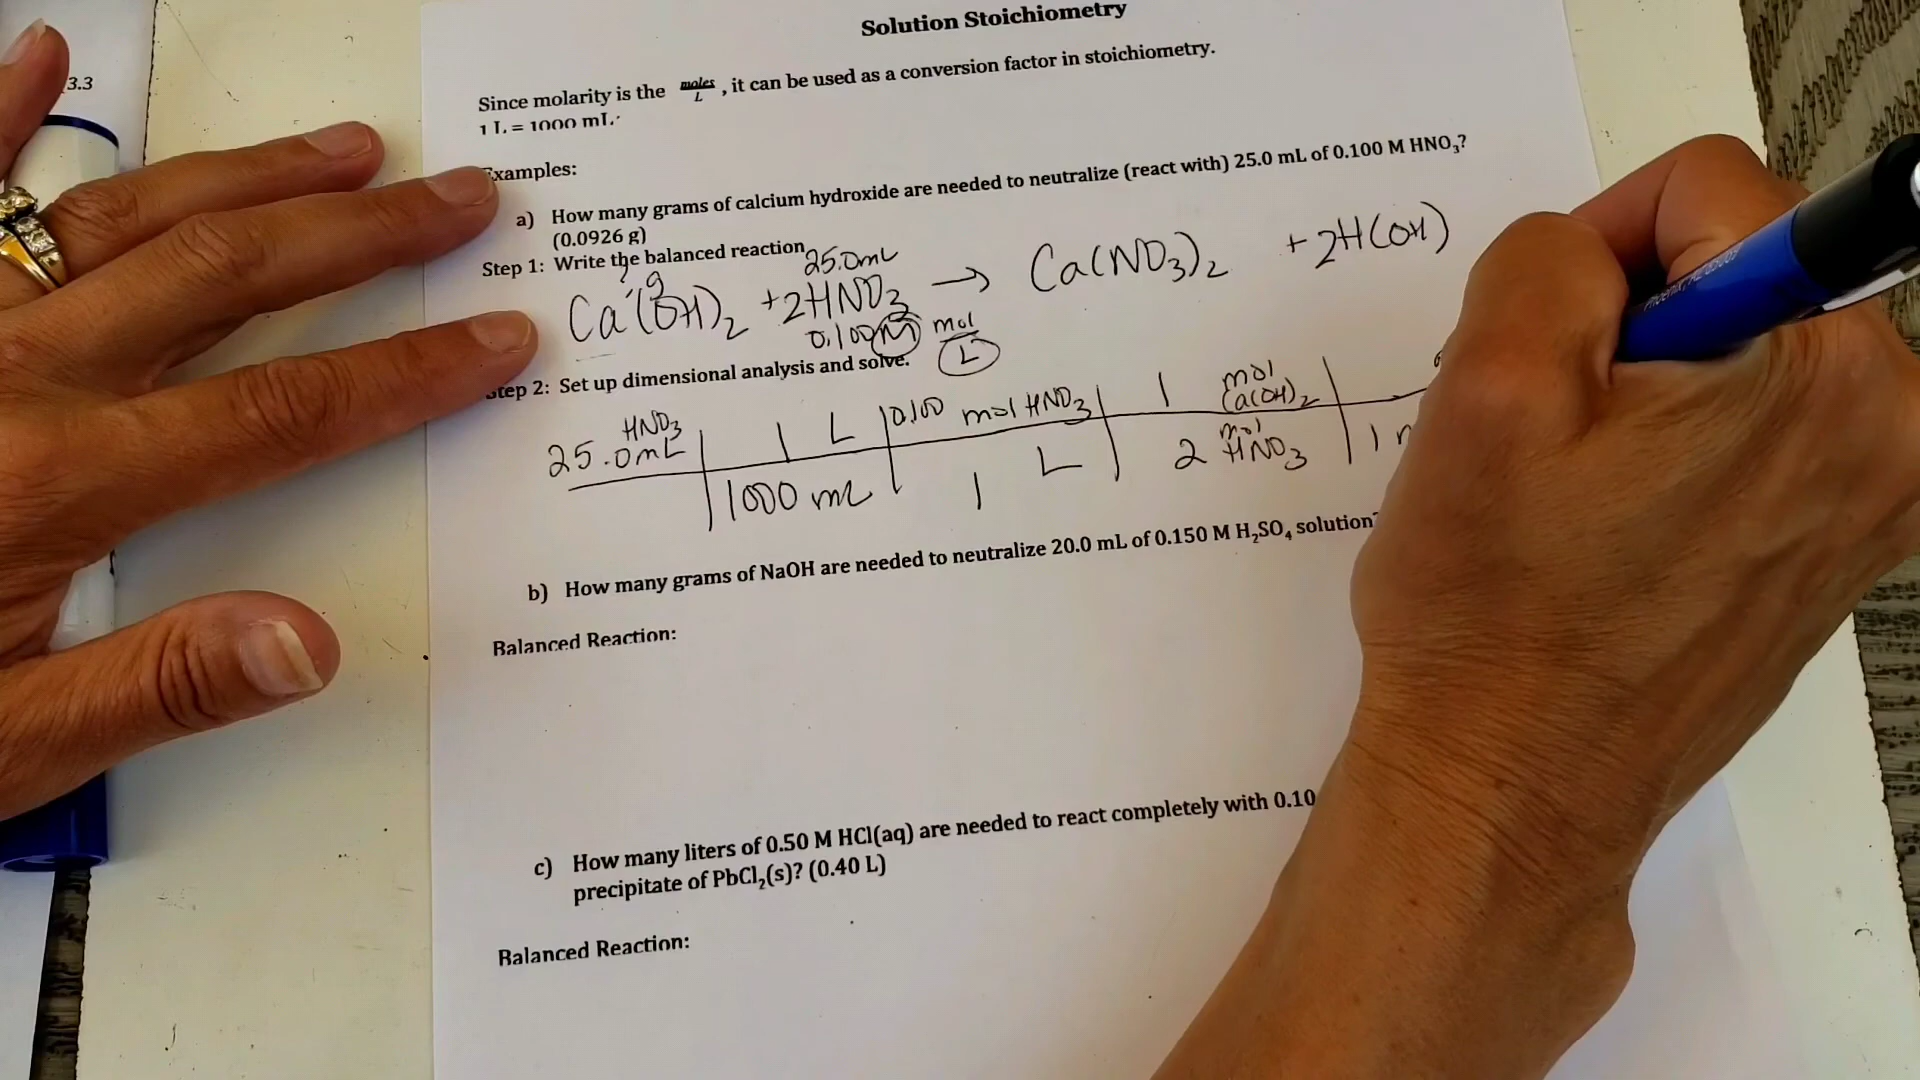 3.3
Solution Stoichiometry
Since molarity is the moles/L , it can be used as a conversion factor in stoichiometry.
1 L = 1000 mL.
Examples:
a) How many grams of calcium hydroxide are needed to neutralize (react with) 25.0 mL of 0.100 M HNO₃?
(0.0926 g)
Step 1: Write the balanced reaction
? g 25.0mL
Ca(OH)₂ + 2HNO₃ → Ca(NO₃)₂ + 2H(OH)
0.100 M mol/L
Step 2: Set up dimensional analysis and solve.
HNO₃ 25.0mL | 1 L | 0.100 mol HNO₃ | 1 mol Ca(OH)₂ |
1000 mL | 1 L | 2 mol HNO₃ | 1
b) How many grams of NaOH are needed to neutralize 20.0 mL of 0.150 M H₂SO₄ solution?
Balanced Reaction:
c) How many liters of 0.50 M HCl(aq) are needed to react completely with 0.10
precipitate of PbCl₂(s)? (0.40 L)
Balanced Reaction: